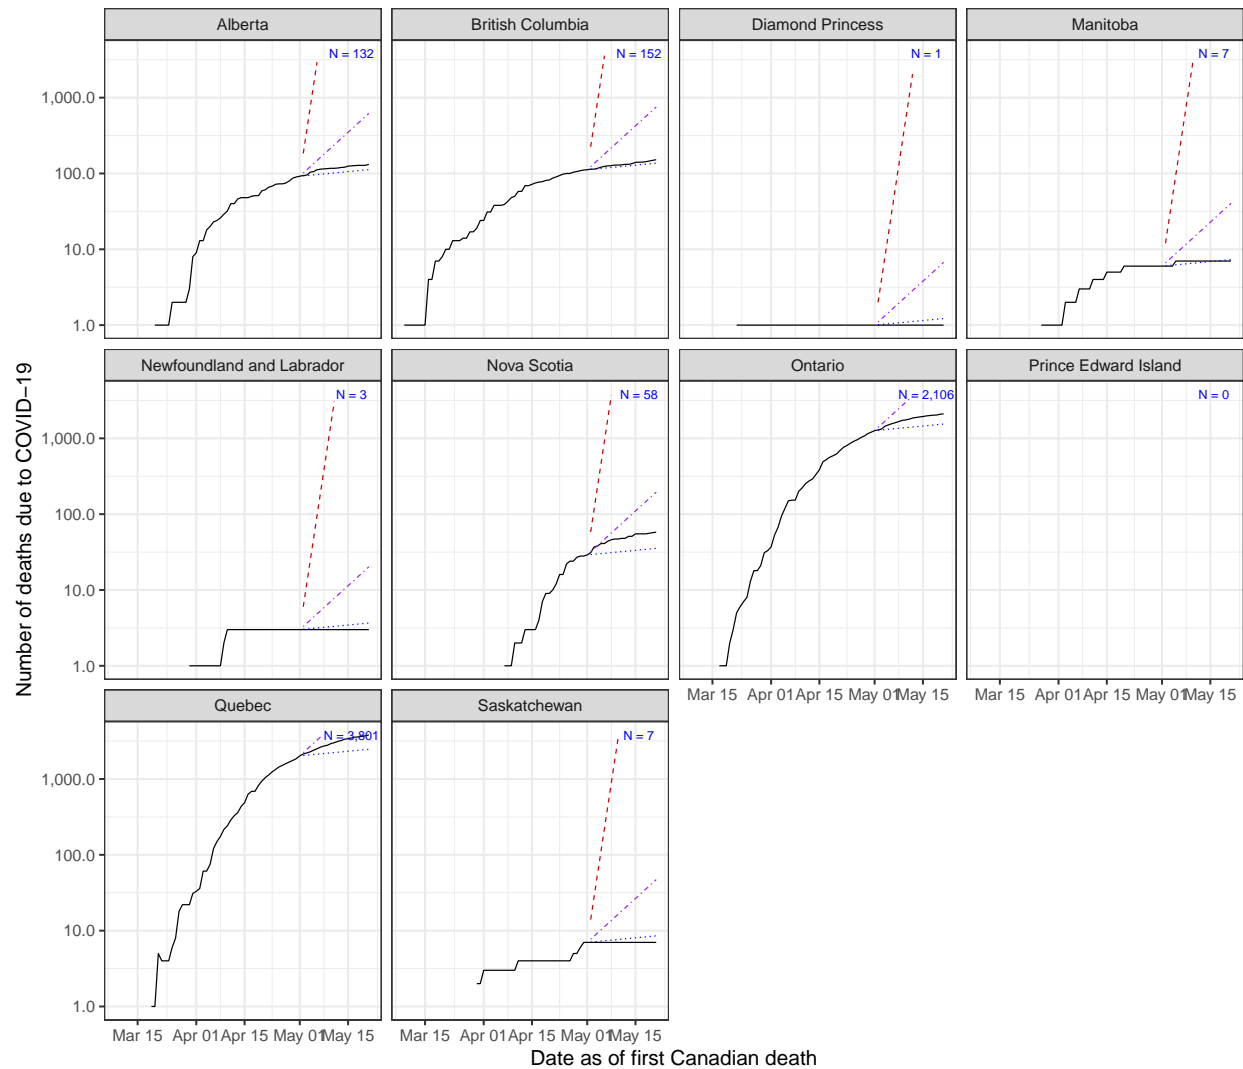 Alberta
British Columbia
Diamond Princess
Manitoba
N = 132
N = 152
N = 1
N = 7
1,000.0
100.0
10.0
1.0
Newfoundland and Labrador
Nova Scotia
Ontario
Prince Edward Island
N = 3
N = 58
N = 2,106
N = 0
1,000.0
100.0
10.0
1.0
Mar 15 Apr 01 Apr 15 May 01 May 15
Mar 15 Apr 01 Apr 15 May 01 May 15
Quebec
Saskatchewan
N = 3,801
N = 7
1,000.0
100.0
10.0
1.0
Mar 15 Apr 01 Apr 15 May 01 May 15
Mar 15 Apr 01 Apr 15 May 01 May 15
Number of deaths due to COVID−19
Date as of first Canadian death